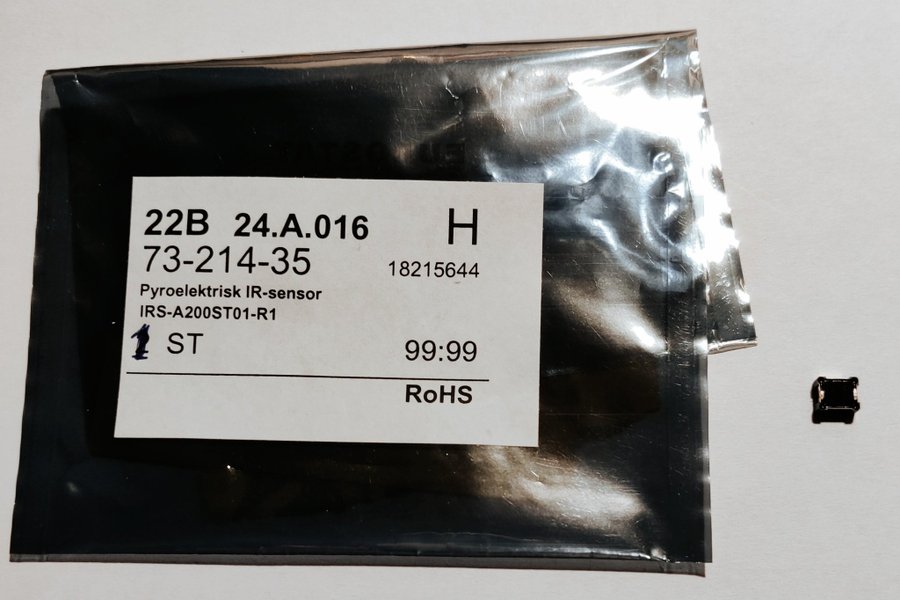 22B 24.A.016 H
73-214-35 18215644
Pyroelektrisk IR-sensor
IRS-A200ST01-R1
1 ST 99:99
RoHS